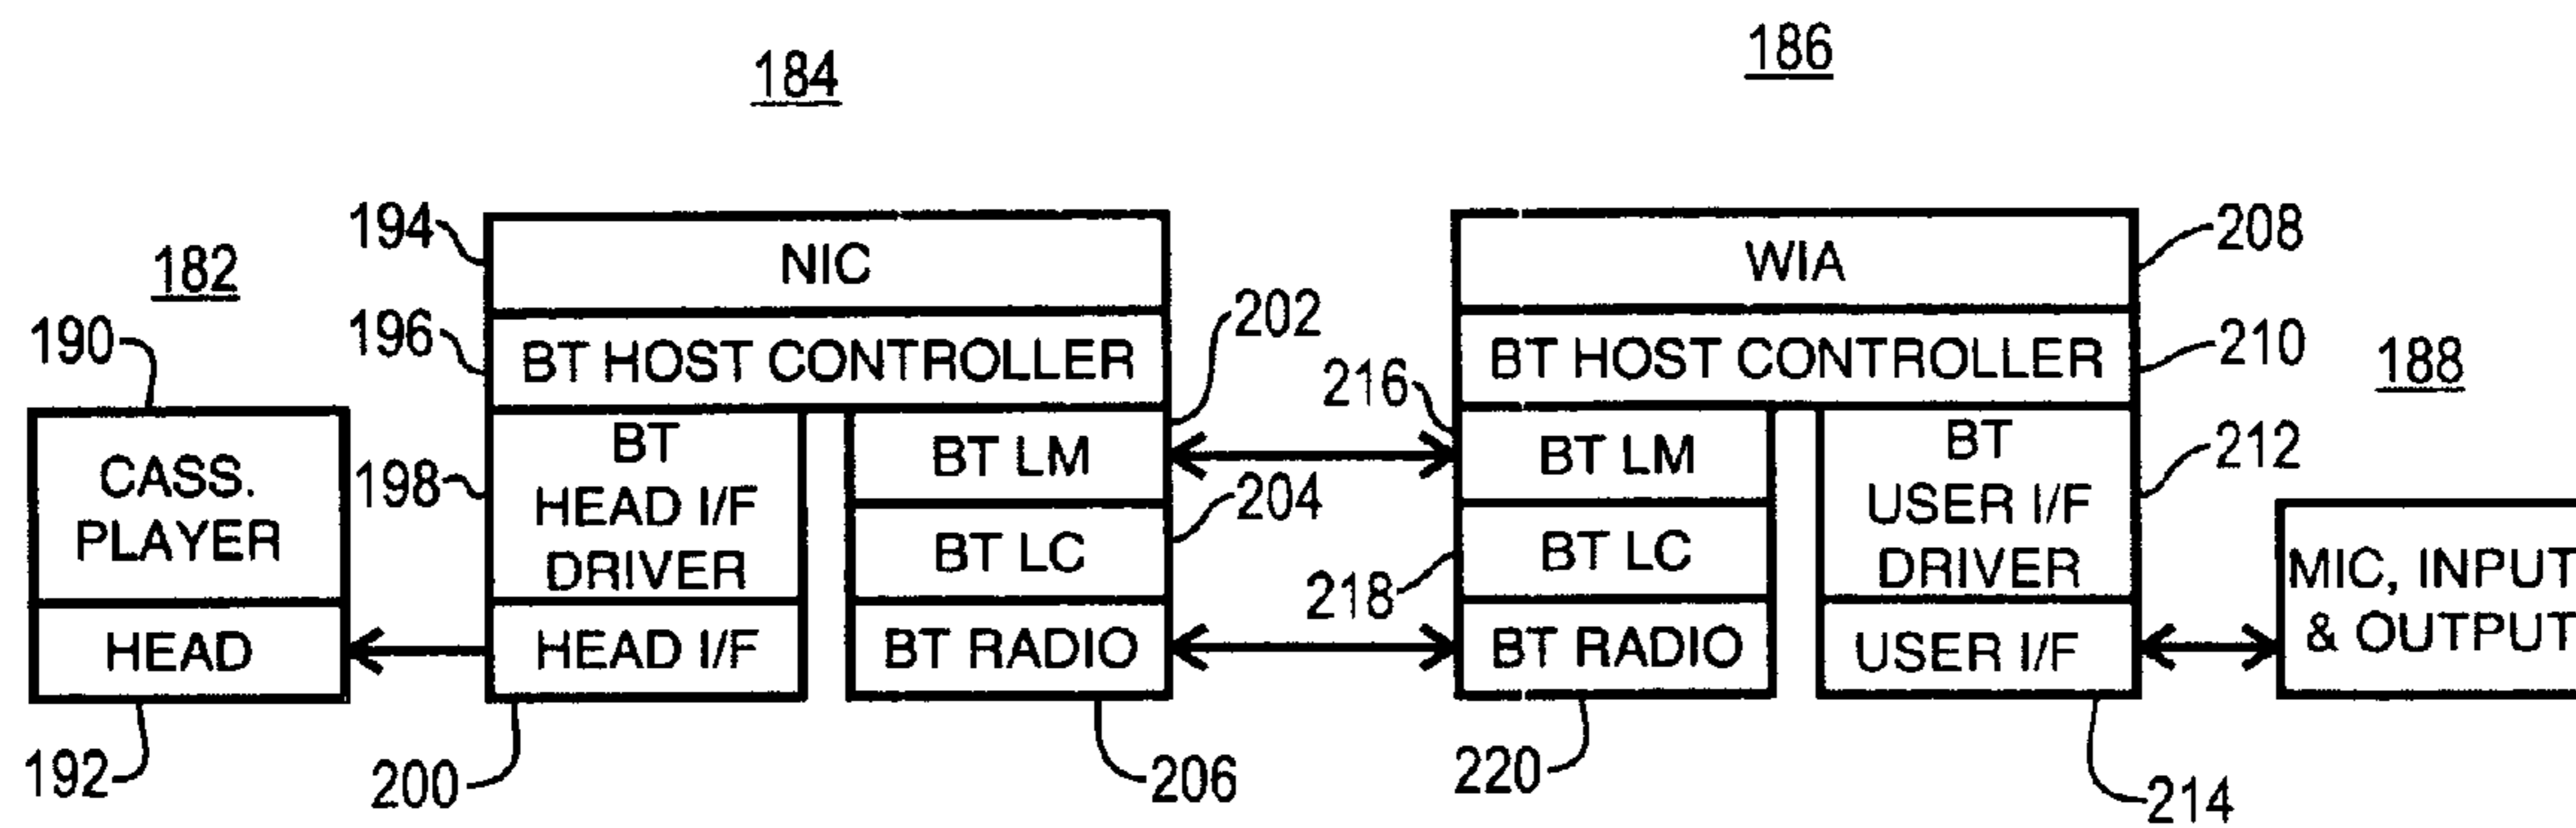 184
186
182
188
190
CASS.
PLAYER
HEAD
192
194
NIC
196
BT HOST CONTROLLER
198
BT
HEAD I/F
DRIVER
HEAD I/F
200
202
BT LM
204
BT LC
BT RADIO
206
208
WIA
210
BT HOST CONTROLLER
216
BT LM
218
BT LC
BT RADIO
220
212
BT
USER I/F
DRIVER
USER I/F
214
MIC, INPUT
& OUTPUT